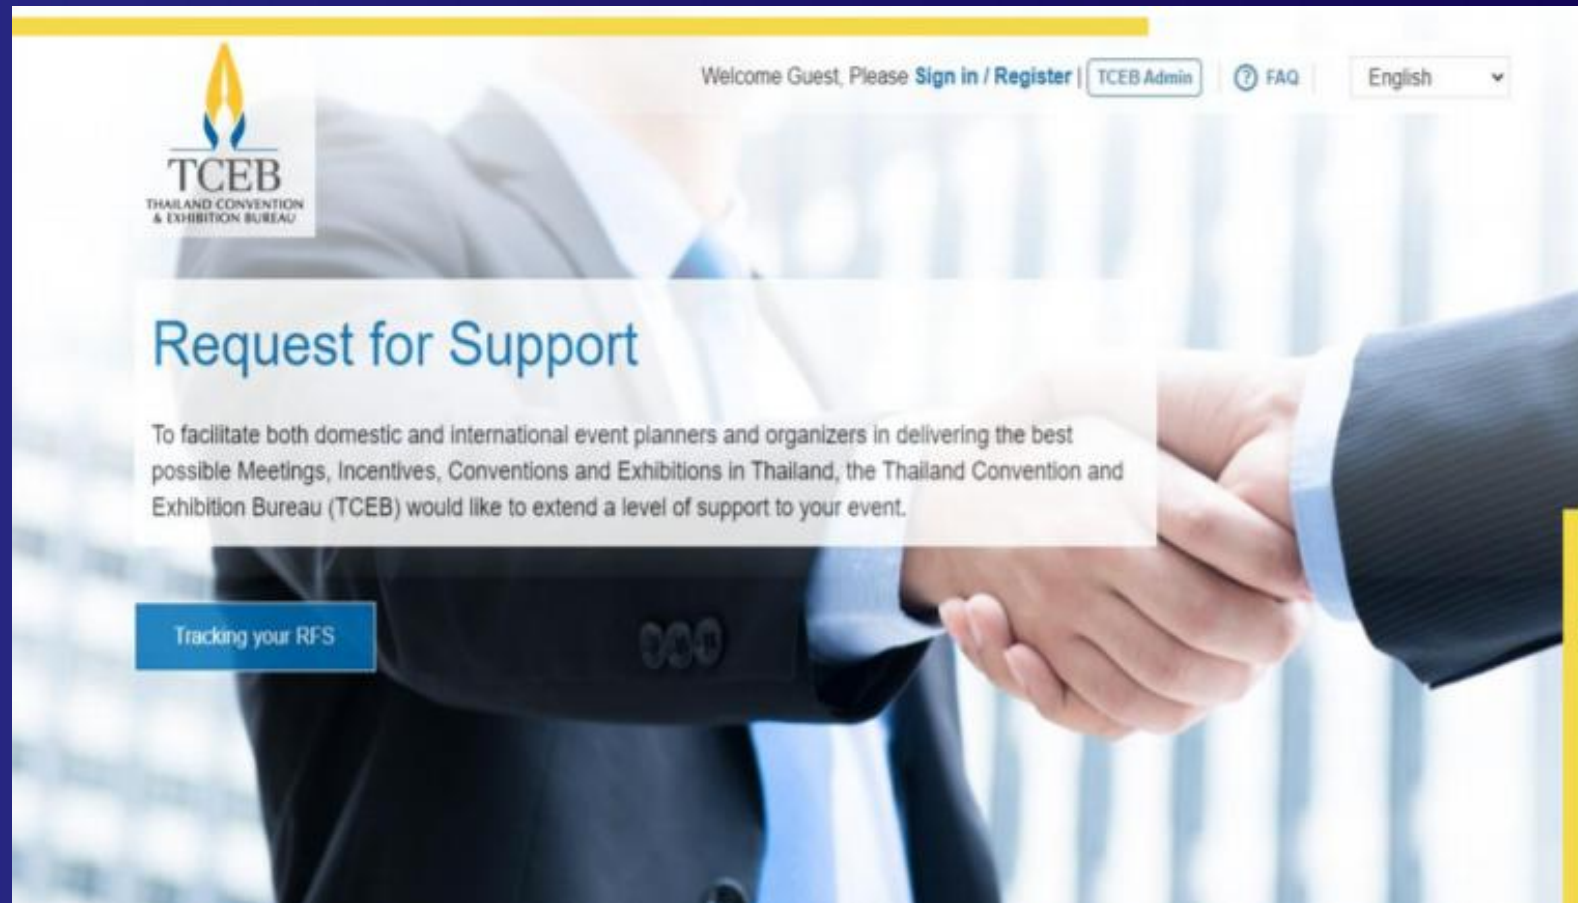 Welcome Guest, Please Sign in / Register | TCEB Admin
? FAQ
English
TCEB
THAILAND CONVENTION
& EXHIBITION BUREAU
Request for Support
To facilitate both domestic and international event planners and organizers in delivering the best
possible Meetings, Incentives, Conventions and Exhibitions in Thailand, the Thailand Convention and
Exhibition Bureau (TCEB) would like to extend a level of support to your event.
Tracking your RFS